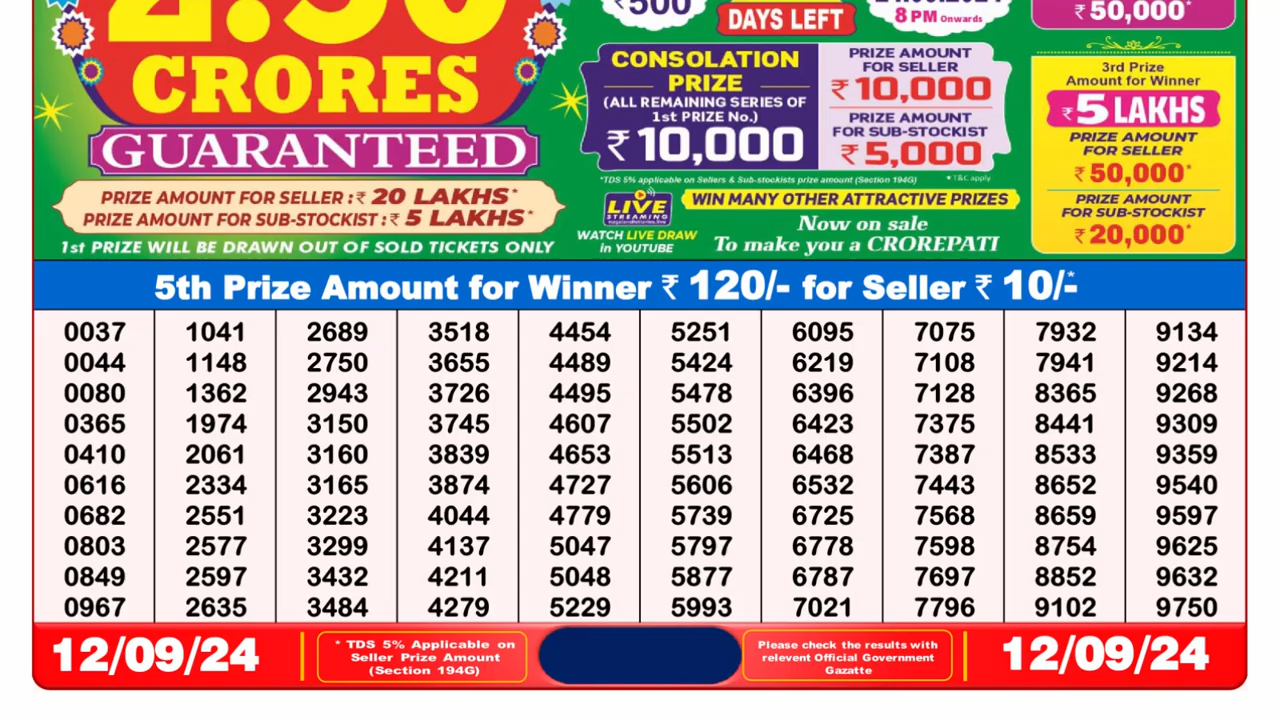 CRORES
GUARANTEED
PRIZE AMOUNT FOR SELLER :₹ 20 LAKHS*
PRIZE AMOUNT FOR SUB-STOCKIST :₹ 5 LAKHS*
1st PRIZE WILL BE DRAWN OUT OF SOLD TICKETS ONLY
₹500
DAYS LEFT
8 PM Onwards
₹ 50,000*
CONSOLATION
PRIZE
(ALL REMAINING SERIES OF
1st PRIZE No.)
₹ 10,000
PRIZE AMOUNT
FOR SELLER
₹ 10,000
PRIZE AMOUNT
FOR SUB-STOCKIST
₹ 5,000
*TDS 5% applicable on Sellers & Sub-stockists prize amount (Section 194G)
* T&C apply
LIVE
STREAMING
WATCH LIVE DRAW
in YOUTUBE
WIN MANY OTHER ATTRACTIVE PRIZES
Now on sale
To make you a CROREPATI
3rd Prize
Amount for Winner
₹ 5 LAKHS
PRIZE AMOUNT
FOR SELLER
₹ 50,000*
PRIZE AMOUNT
FOR SUB-STOCKIST
₹ 20,000*
5th Prize Amount for Winner ₹ 120/- for Seller ₹ 10/-*
0037 1041 2689 3518 4454 5251 6095 7075 7932 9134
0044 1148 2750 3655 4489 5424 6219 7108 7941 9214
0080 1362 2943 3726 4495 5478 6396 7128 8365 9268
0365 1974 3150 3745 4607 5502 6423 7375 8441 9309
0410 2061 3160 3839 4653 5513 6468 7387 8533 9359
0616 2334 3165 3874 4727 5606 6532 7443 8652 9540
0682 2551 3223 4044 4779 5739 6725 7568 8659 9597
0803 2577 3299 4137 5047 5797 6778 7598 8754 9625
0849 2597 3432 4211 5048 5877 6787 7697 8852 9632
0967 2635 3484 4279 5229 5993 7021 7796 9102 9750
12/09/24
* TDS 5% Applicable on
Seller Prize Amount
(Section 194G)
Please check the results with
relevent Official Government
Gazatte
12/09/24